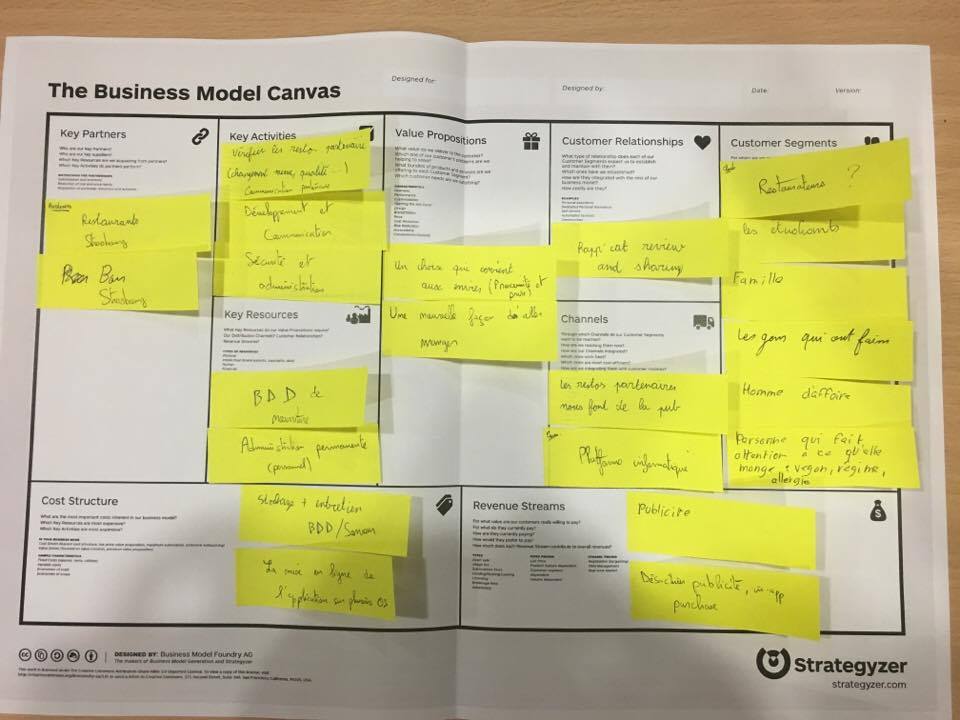 The Business Model Canvas
Designed for:
Designed by:
Date:
Version:
Key Partners
Who are our Key Partners?
Who are our key suppliers?
Which Key Resources are we acquiring from partners?
Which Key Activities do partners perform?
Restaurants
Strasbourg
Bon
Strasbourg
Key Activities
Vérifier les restos partenaire
(changement menu, qualité ...)
Communication partenaire
Développement et
Communication
Sécurité et
administration
Key Resources
What Key Resources do our Value Propositions require?
Our Distribution Channels? Customer Relationships?
Revenue Streams?
BDD de
Administration permanente
(personnel)
Value Propositions
What value do we deliver to the customer?
Which one of our customer's problems are we
helping to solve?
What bundles of products and services are we
offering to each Customer Segment?
Which customer needs are we satisfying?
Un choix que convient
aux envies (Proximité et
prix)
Une nouvelle façon d'aller
manger
Customer Relationships
What type of relationship does each of our
Customer Segments expect us to establish
and maintain with them?
Which ones have we established?
How are they integrated with the rest of our
business model?
How costly are they?
Rapp' cat review
and sharing
Channels
Through which Channels do our Customer Segments
want to be reached?
How are we reaching them now?
How are our Channels integrated?
Which ones work best?
Which ones are most cost-efficient?
How are we integrating them with customer routines?
les restos partenaires
nous font de la pub
Platforme informatique
Customer Segments
Restaurateurs ?
les étudiants
Famille
Les gens qui ont faim
Homme d'affaire
Personne qui fait
attention a ce qu'elle
mange : vegan, régime,
allergie
Cost Structure
What are the most important costs inherent in our business model?
Which Key Resources are most expensive?
Which Key Activities are most expensive?
Stockage + entretien
BDD/Serveur
La mise en ligne de
l'application sur plusieurs OS
Revenue Streams
For what value are our customers really willing to pay?
For what do they currently pay?
How are they currently paying?
How would they prefer to pay?
How much does each Revenue Stream contribute to overall revenues?
Publicité
Désactiver publicité, in-app
purchase
DESIGNED BY: Business Model Foundry AG
The makers of Business Model Generation and Strategyzer
Strategyzer
strategyzer.com